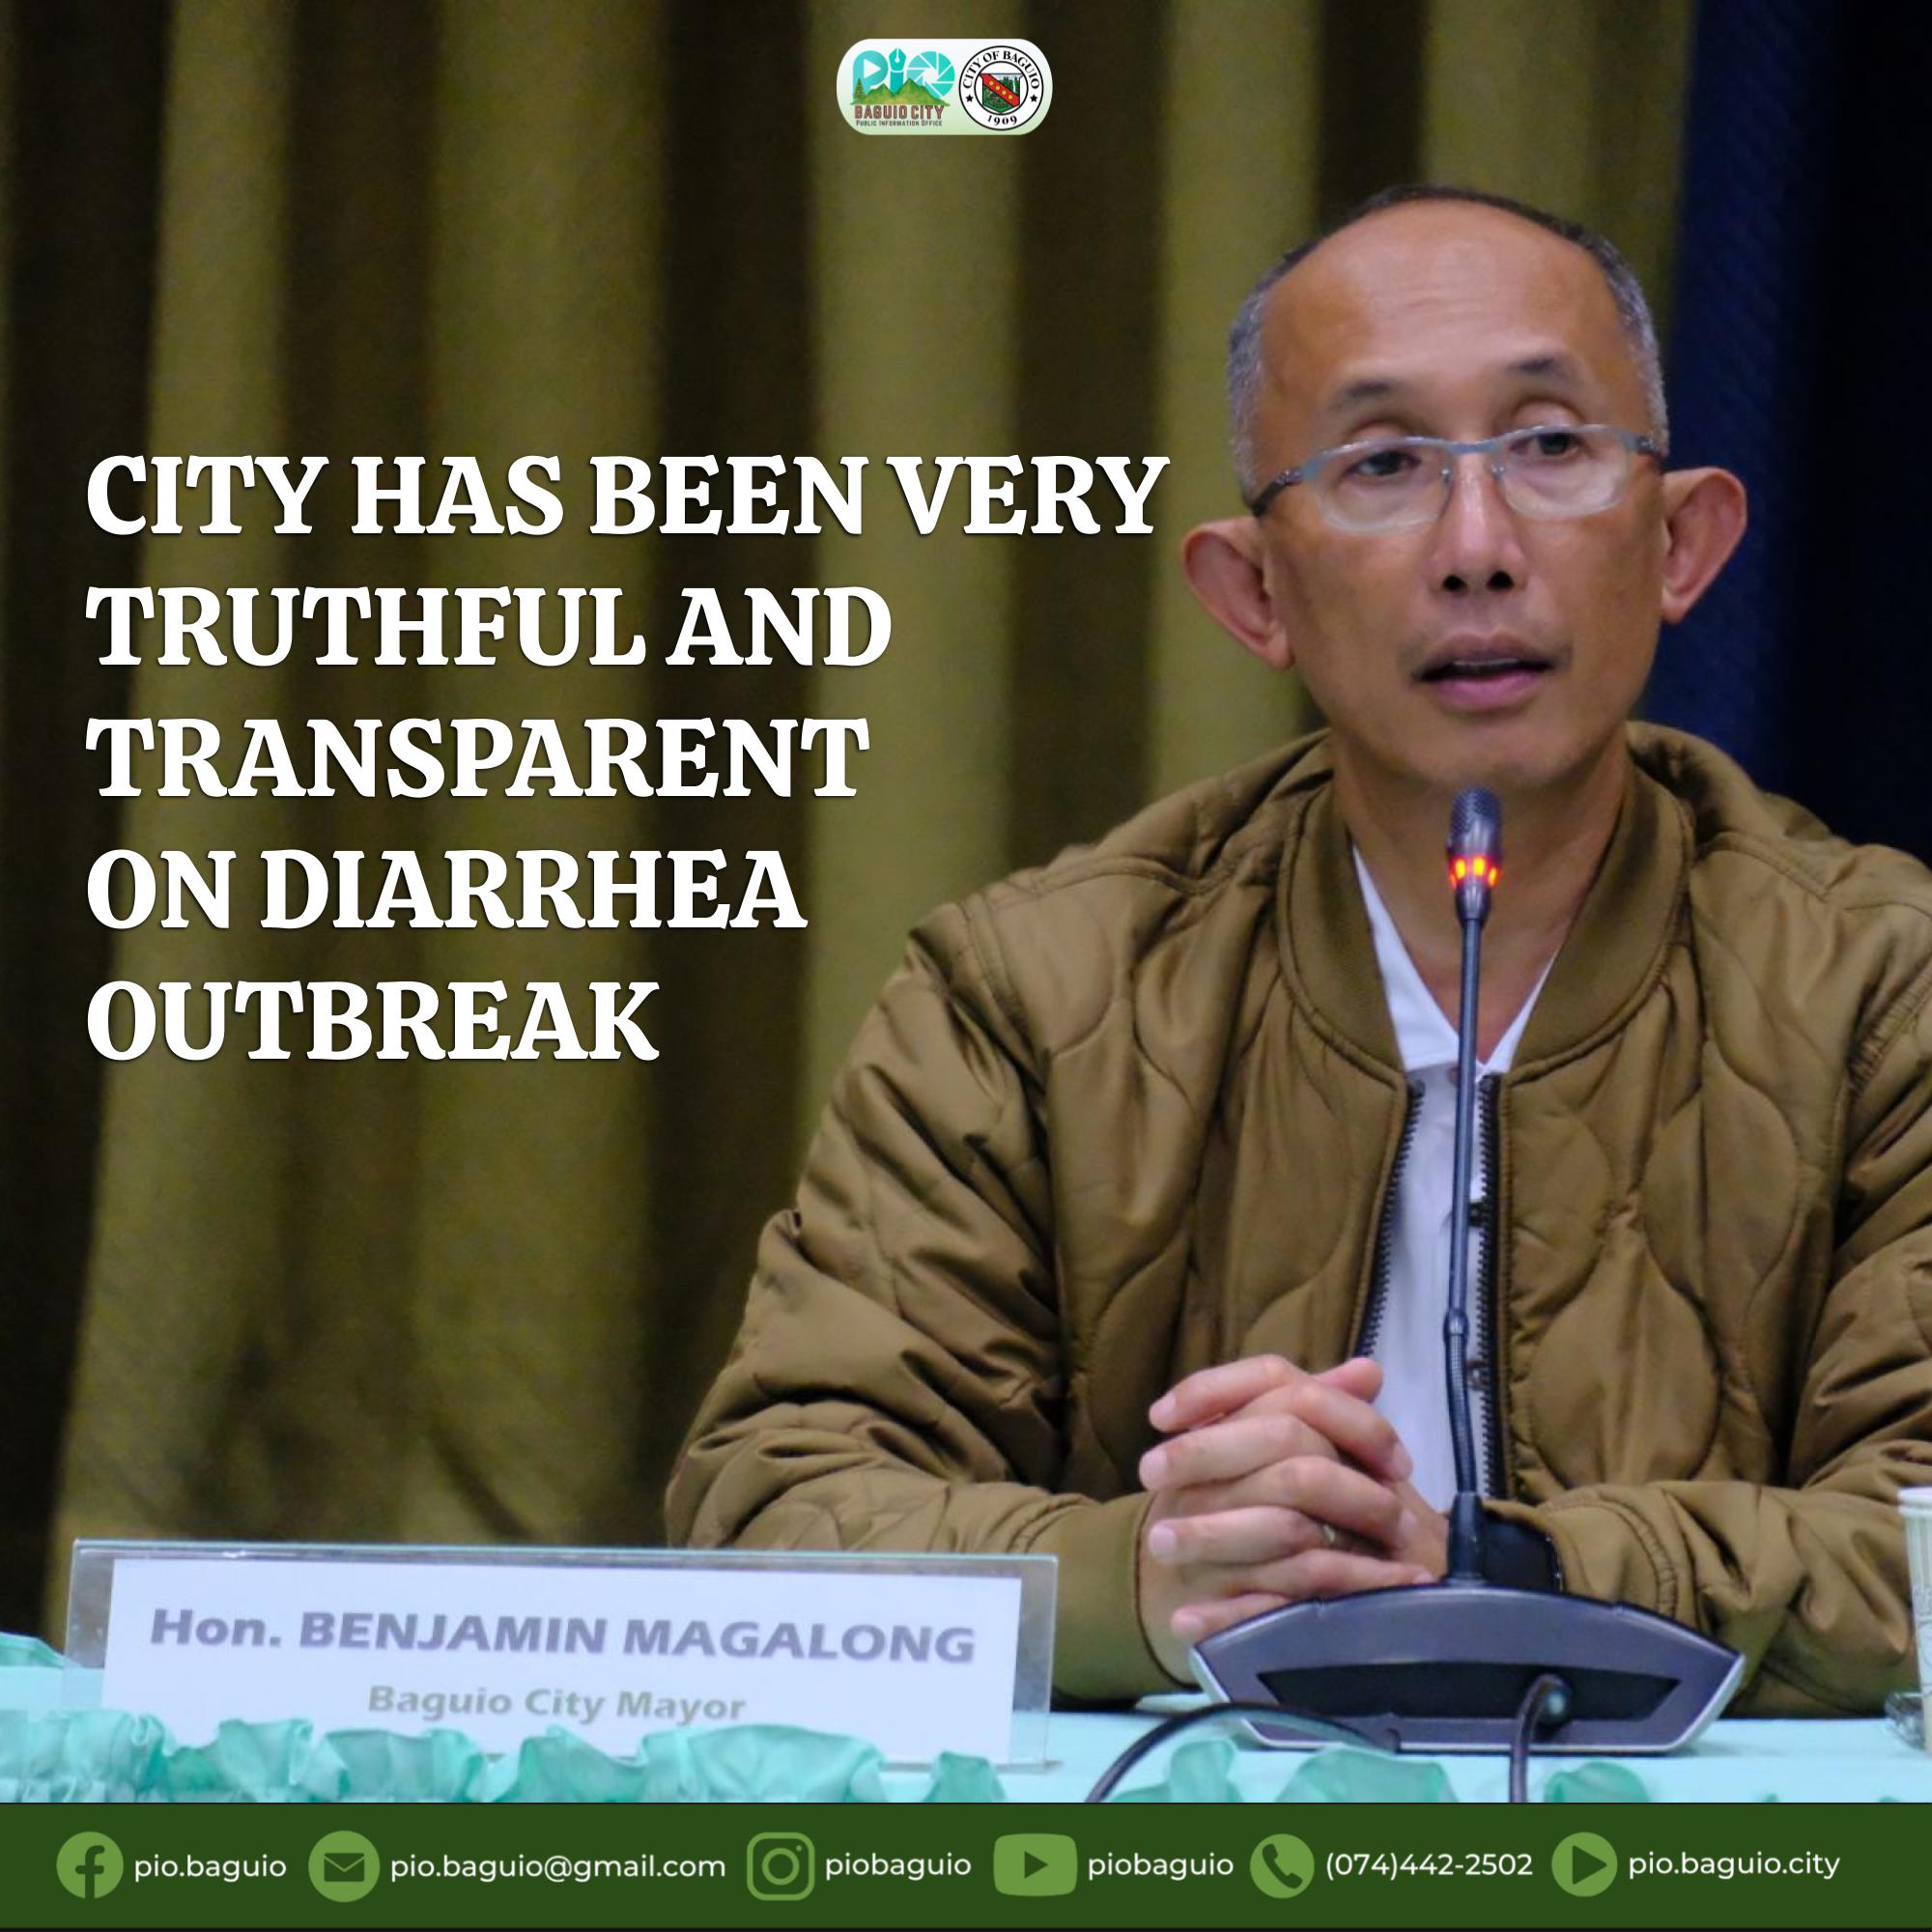 PIO
BAGUIO CITY
PUBLIC INFORMATION OFFICE
CITY OF BAGUIO
1909
CITY HAS BEEN VERY
TRUTHFUL AND
TRANSPARENT
ON DIARRHEA
OUTBREAK
Hon. BENJAMIN MAGALONG
Baguio City Mayor
pio.baguio pio.baguio@gmail.com piobaguio piobaguio (074)442-2502 pio.baguio.city